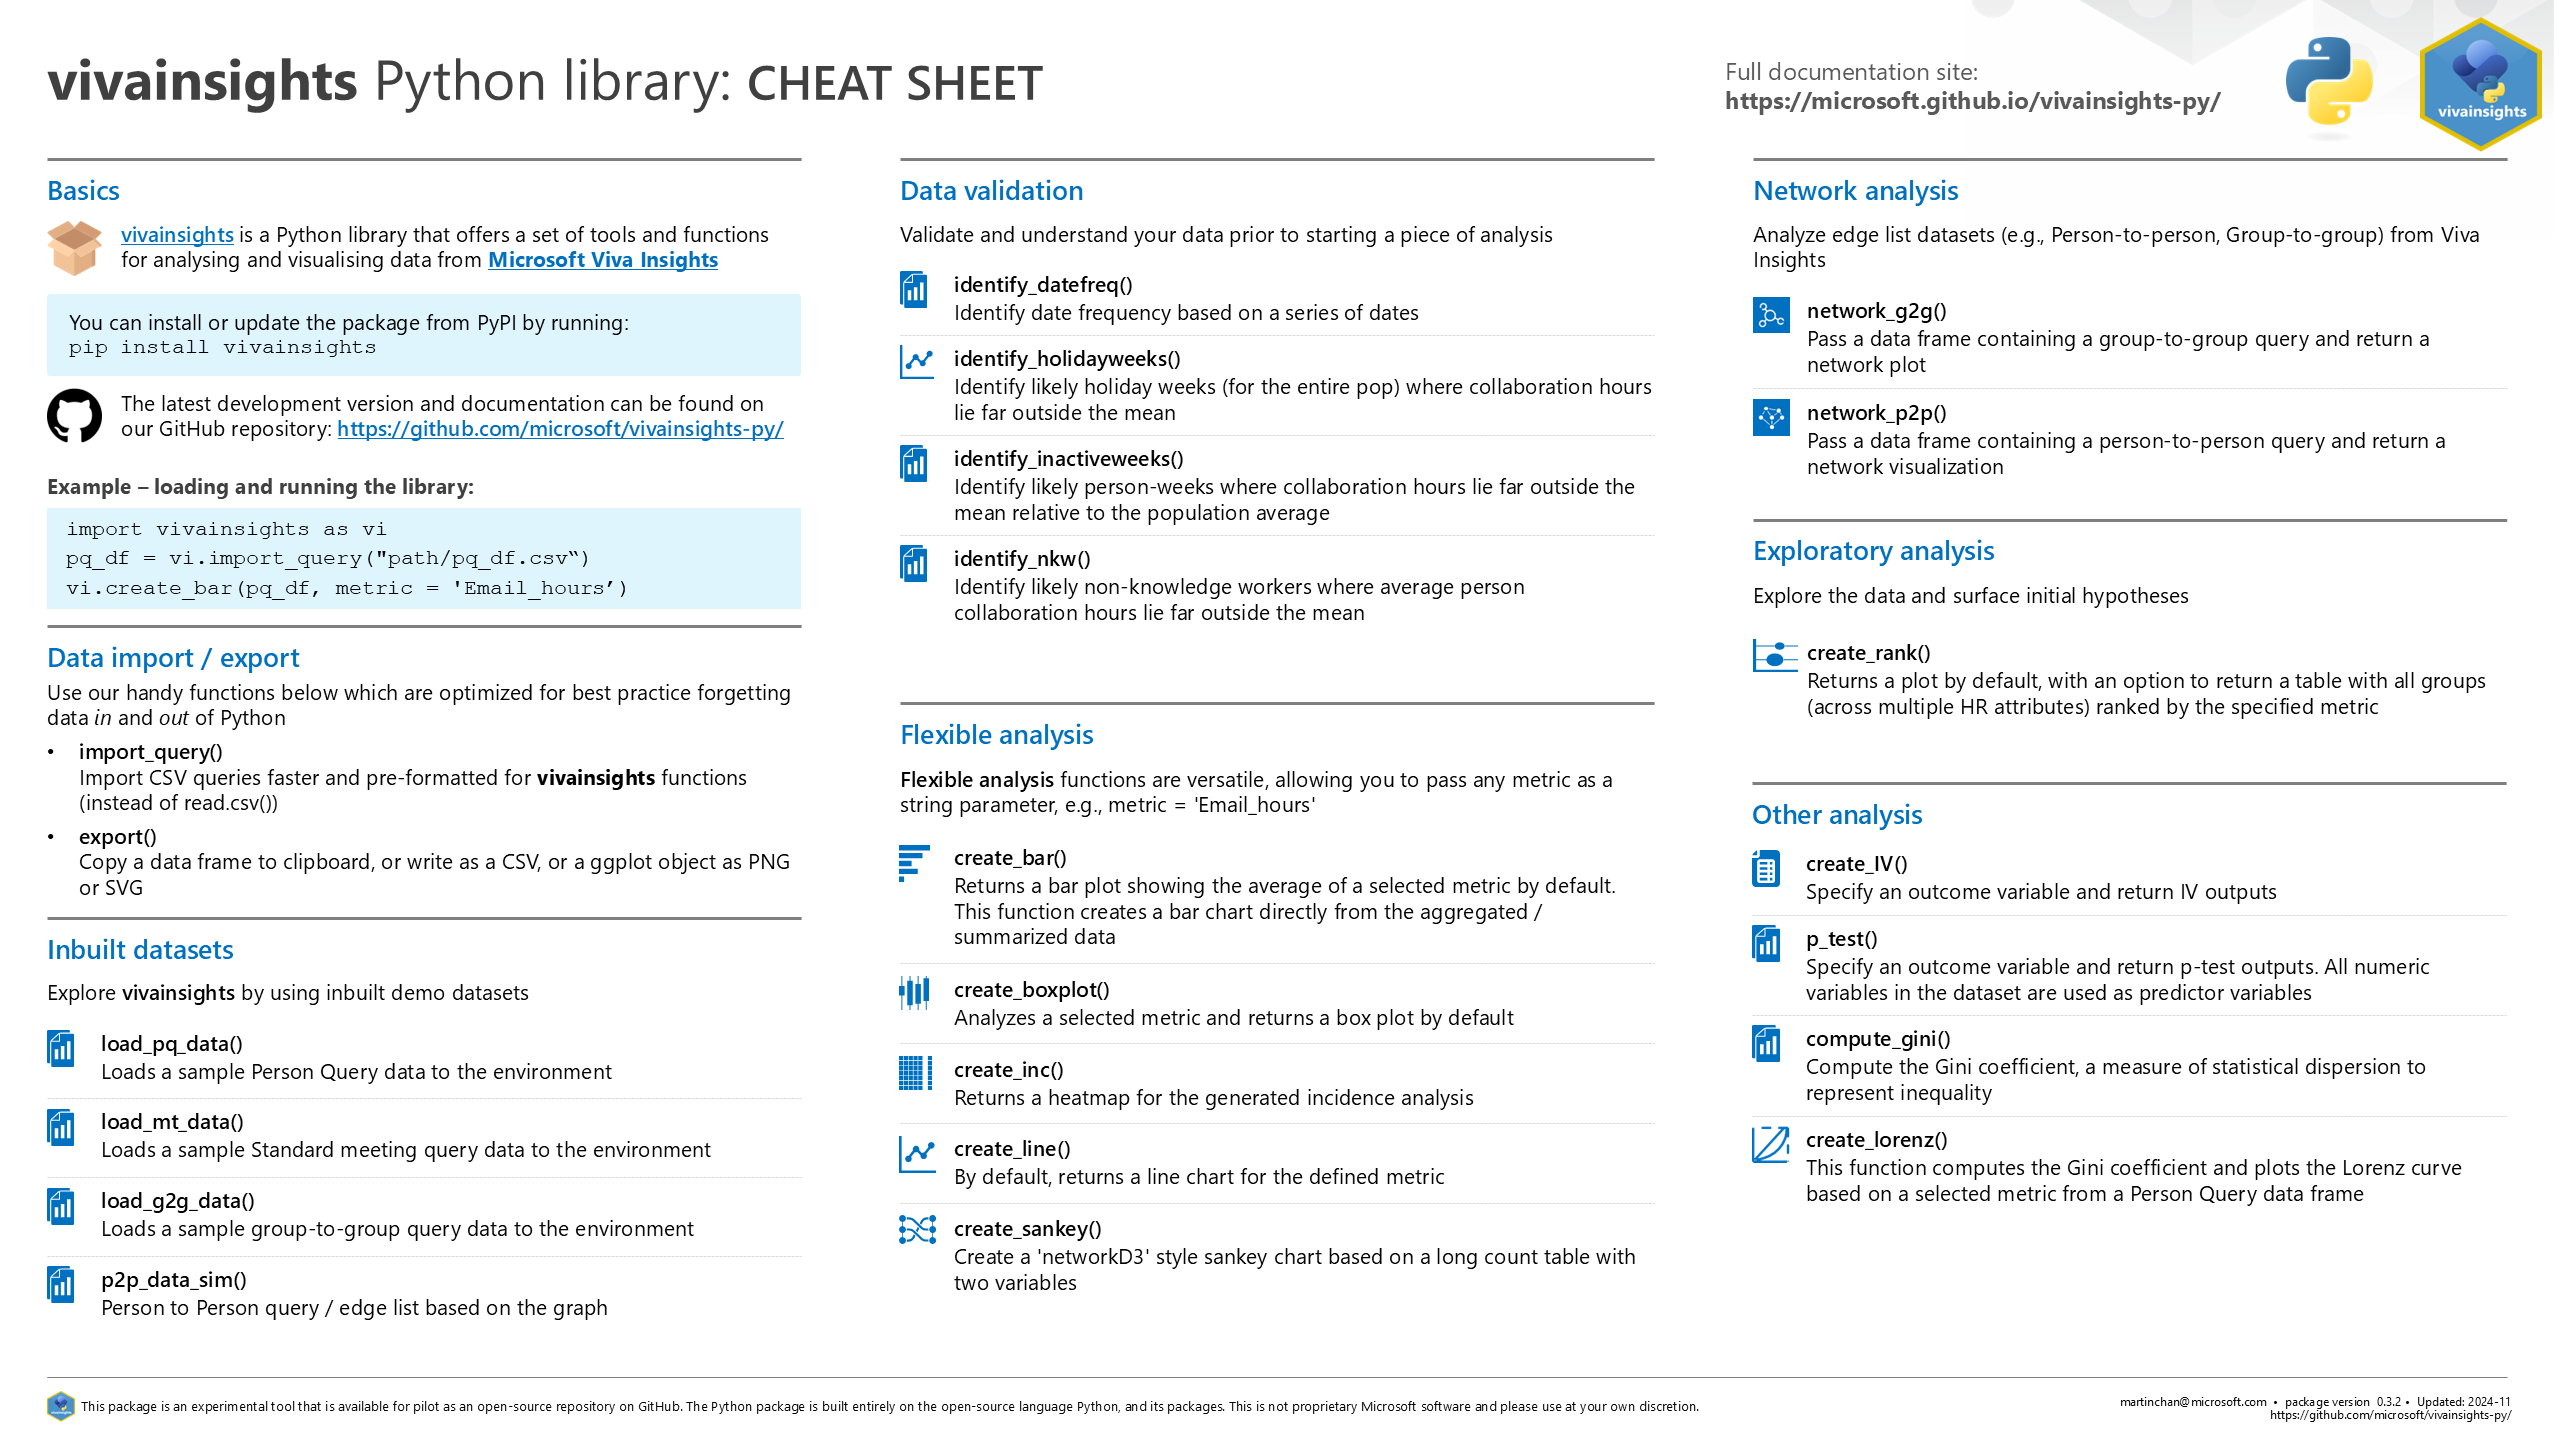 vivainsights Python library: CHEAT SHEET
Full documentation site:
https://microsoft.github.io/vivainsights-py/
vivainsights
Basics
vivainsights is a Python library that offers a set of tools and functions
for analysing and visualising data from Microsoft Viva Insights
You can install or update the package from PyPI by running:
pip install vivainsights
The latest development version and documentation can be found on
our GitHub repository: https://github.com/microsoft/vivainsights-py/
Example – loading and running the library:
import vivainsights as vi
pq_df = vi.import_query("path/pq_df.csv“)
vi.create_bar(pq_df, metric = 'Email_hours’)
Data import / export
Use our handy functions below which are optimized for best practice forgetting
data in and out of Python
• import_query()
Import CSV queries faster and pre-formatted for vivainsights functions
(instead of read.csv())
• export()
Copy a data frame to clipboard, or write as a CSV, or a ggplot object as PNG
or SVG
Inbuilt datasets
Explore vivainsights by using inbuilt demo datasets
load_pq_data()
Loads a sample Person Query data to the environment
load_mt_data()
Loads a sample Standard meeting query data to the environment
load_g2g_data()
Loads a sample group-to-group query data to the environment
p2p_data_sim()
Person to Person query / edge list based on the graph
Data validation
Validate and understand your data prior to starting a piece of analysis
identify_datefreq()
Identify date frequency based on a series of dates
identify_holidayweeks()
Identify likely holiday weeks (for the entire pop) where collaboration hours
lie far outside the mean
identify_inactiveweeks()
Identify likely person-weeks where collaboration hours lie far outside the
mean relative to the population average
identify_nkw()
Identify likely non-knowledge workers where average person
collaboration hours lie far outside the mean
Flexible analysis
Flexible analysis functions are versatile, allowing you to pass any metric as a
string parameter, e.g., metric = 'Email_hours'
create_bar()
Returns a bar plot showing the average of a selected metric by default.
This function creates a bar chart directly from the aggregated /
summarized data
create_boxplot()
Analyzes a selected metric and returns a box plot by default
create_inc()
Returns a heatmap for the generated incidence analysis
create_line()
By default, returns a line chart for the defined metric
create_sankey()
Create a 'networkD3' style sankey chart based on a long count table with
two variables
Network analysis
Analyze edge list datasets (e.g., Person-to-person, Group-to-group) from Viva
Insights
network_g2g()
Pass a data frame containing a group-to-group query and return a
network plot
network_p2p()
Pass a data frame containing a person-to-person query and return a
network visualization
Exploratory analysis
Explore the data and surface initial hypotheses
create_rank()
Returns a plot by default, with an option to return a table with all groups
(across multiple HR attributes) ranked by the specified metric
Other analysis
create_IV()
Specify an outcome variable and return IV outputs
p_test()
Specify an outcome variable and return p-test outputs. All numeric
variables in the dataset are used as predictor variables
compute_gini()
Compute the Gini coefficient, a measure of statistical dispersion to
represent inequality
create_lorenz()
This function computes the Gini coefficient and plots the Lorenz curve
based on a selected metric from a Person Query data frame
This package is an experimental tool that is available for pilot as an open-source repository on GitHub. The Python package is built entirely on the open-source language Python, and its packages. This is not proprietary Microsoft software and please use at your own discretion.
martinchan@microsoft.com • package version 0.3.2 • Updated: 2024-11
https://github.com/microsoft/vivainsights-py/